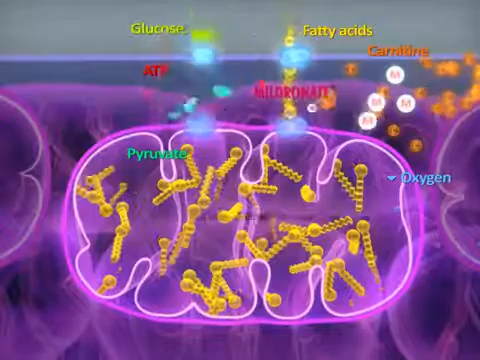 Glucose
Fatty acids
Carnitine
ATP
MILDRONATE
M
M
M
M
Pyruvate
Oxygen